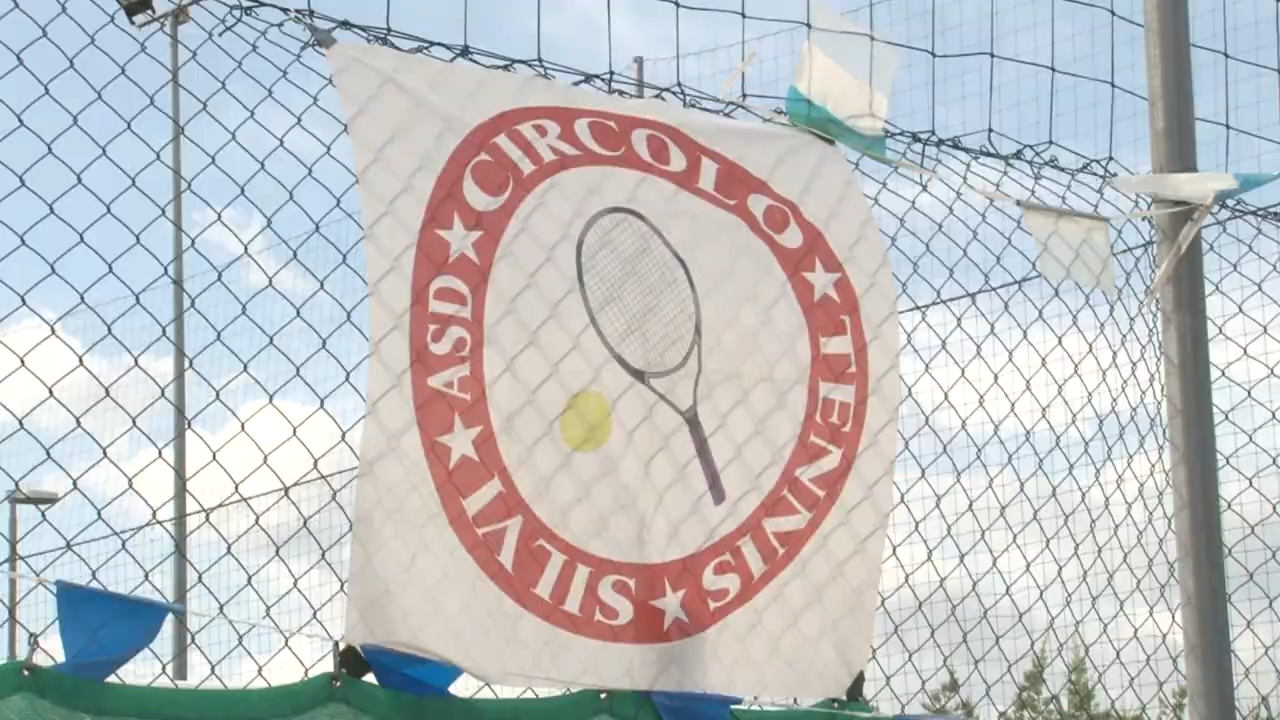 ASD ★ CIRCOLO ★ TENNIS ★ SILVI ★